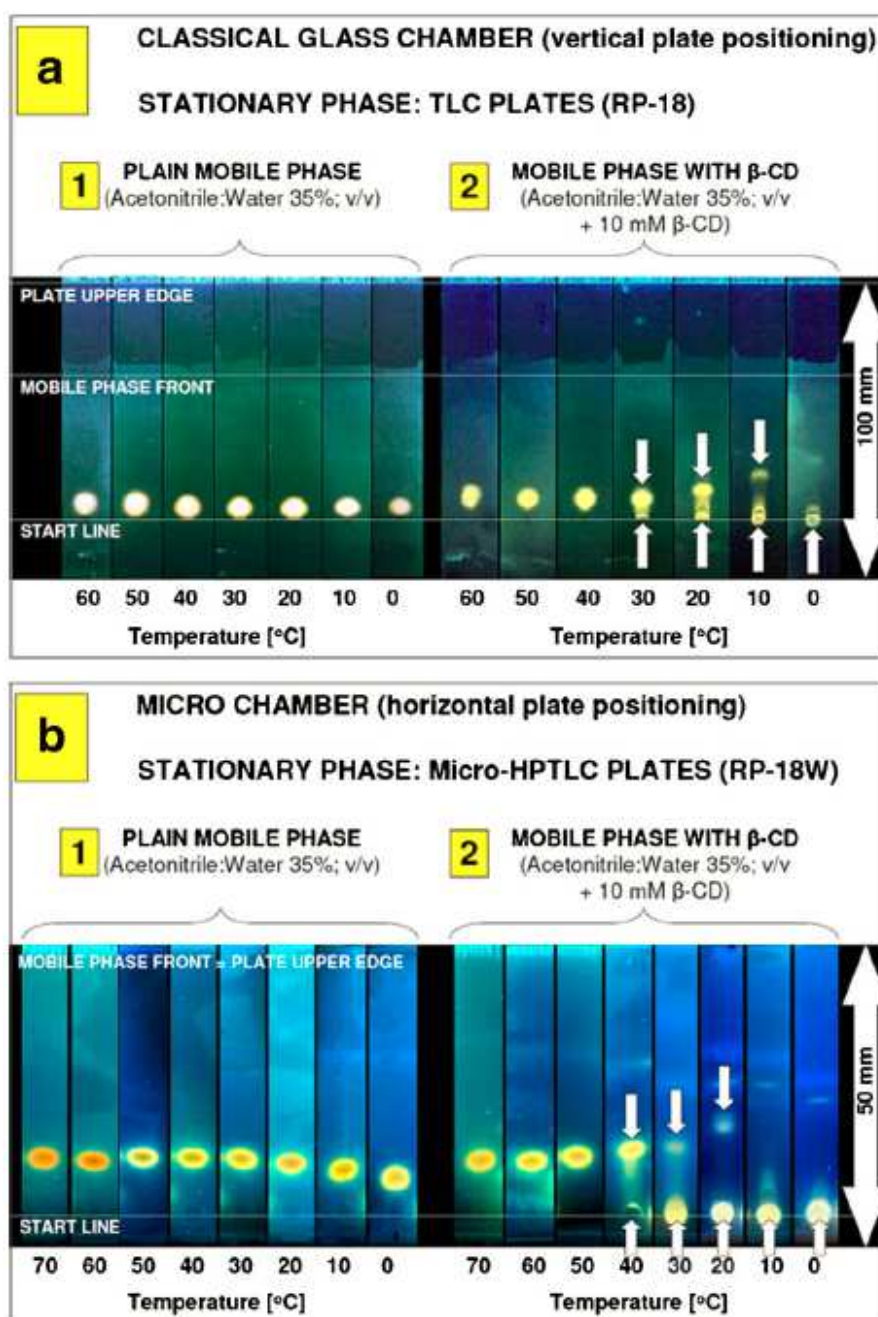 a
CLASSICAL GLASS CHAMBER (vertical plate positioning)
STATIONARY PHASE: TLC PLATES (RP-18)
1
PLAIN MOBILE PHASE
(Acetonitrile:Water 35%; v/v)
2
MOBILE PHASE WITH β-CD
(Acetonitrile:Water 35%; v/v
+ 10 mM β-CD)
PLATE UPPER EDGE
MOBILE PHASE FRONT
START LINE
100 mm
60 50 40 30 20 10 0
Temperature [°C]
60 50 40 30 20 10 0
Temperature [°C]
b
MICRO CHAMBER (horizontal plate positioning)
STATIONARY PHASE: Micro-HPTLC PLATES (RP-18W)
1
PLAIN MOBILE PHASE
(Acetonitrile:Water 35%; v/v)
2
MOBILE PHASE WITH β-CD
(Acetonitrile:Water 35%; v/v
+ 10 mM β-CD)
MOBILE PHASE FRONT = PLATE UPPER EDGE
START LINE
50 mm
70 60 50 40 30 20 10 0
Temperature [°C]
70 60 50 40 30 20 10 0
Temperature [°C]